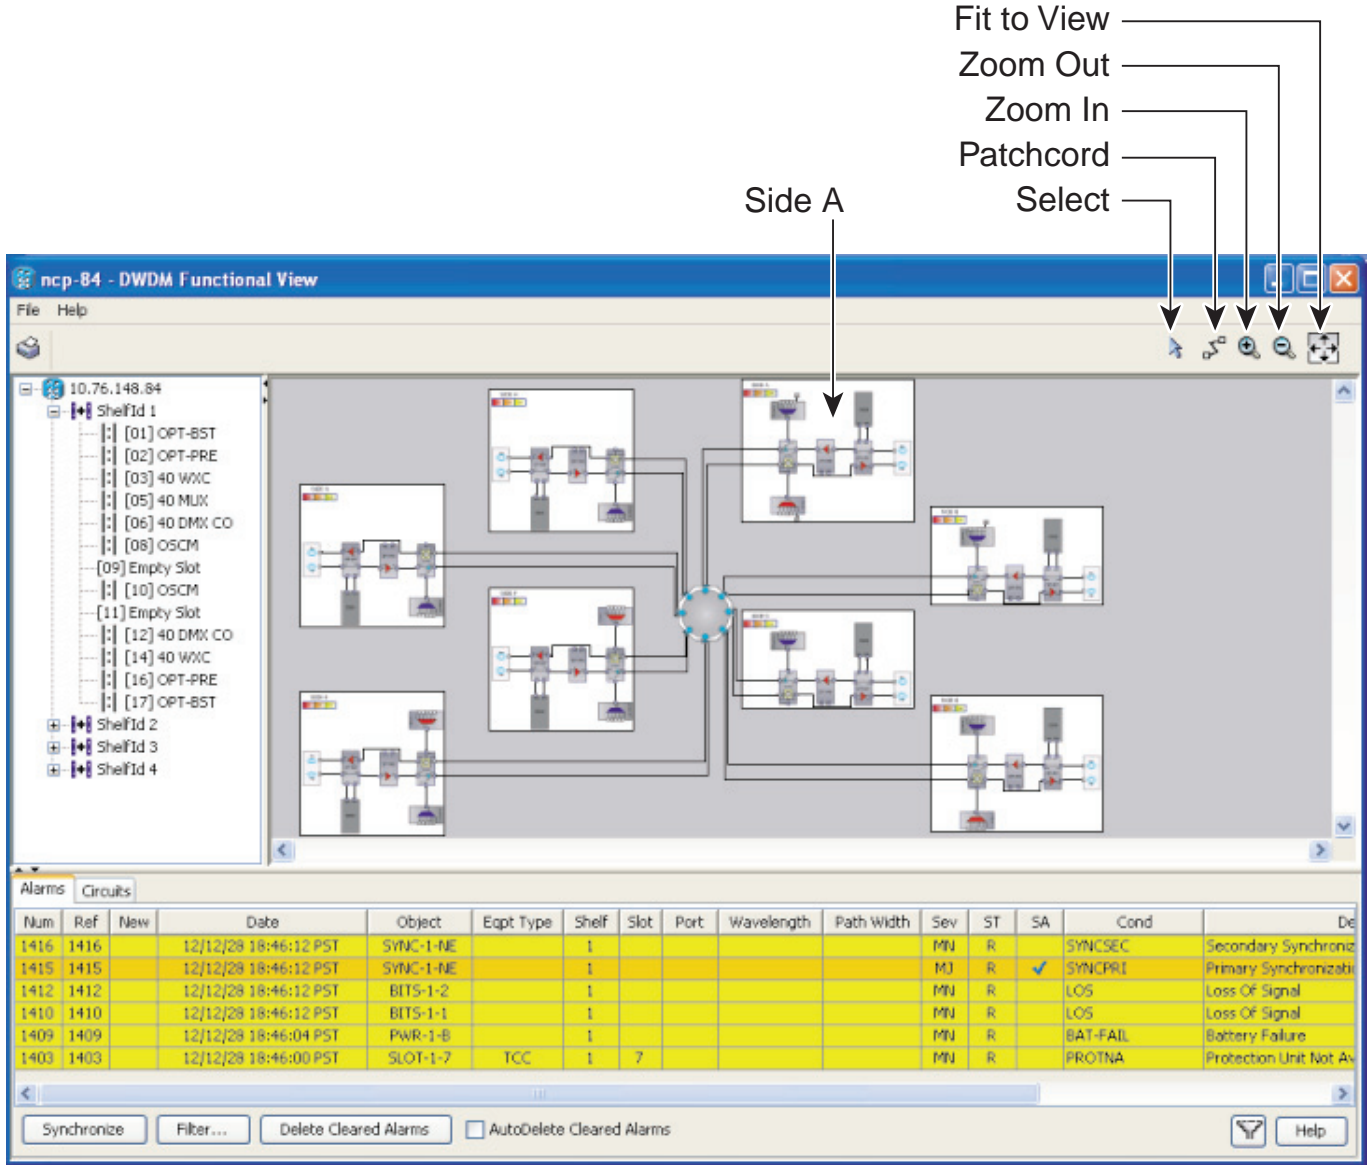 Fit to View
Zoom Out
Zoom In
Patchcord
Select
Side A
ncp-84 - DWDM Functional View
File Help
10.76.148.84
ShelfId 1
[01] OPT-BST
[02] OPT-PRE
[03] 40 WXC
[05] 40 MUX
[06] 40 DMX CO
[08] OSCM
[09] Empty Slot
[10] OSCM
[11] Empty Slot
[12] 40 DMX CO
[14] 40 WXC
[16] OPT-PRE
[17] OPT-BST
ShelfId 2
ShelfId 3
ShelfId 4
Alarms Circuits
Num Ref New Date Object Eqpt Type Shelf Slot Port Wavelength Path Width Sev ST SA Cond De
1416 1416 12/12/28 18:46:12 PST SYNC-1-NE 1 MN R SYNCSEC Secondary Synchroniz
1415 1415 12/12/28 18:46:12 PST SYNC-1-NE 1 MJ R SYNCPRI Primary Synchronizati
1412 1412 12/12/28 18:46:12 PST BITS-1-2 1 MN R LOS Loss Of Signal
1410 1410 12/12/28 18:46:12 PST BITS-1-1 1 MN R LOS Loss Of Signal
1409 1409 12/12/28 18:46:04 PST PWR-1-B 1 MN R BAT-FAIL Battery Failure
1403 1403 12/12/28 18:46:00 PST SLOT-1-7 TCC 1 7 MN R PROTNA Protection Unit Not Av
Synchronize Filter... Delete Cleared Alarms AutoDelete Cleared Alarms Help